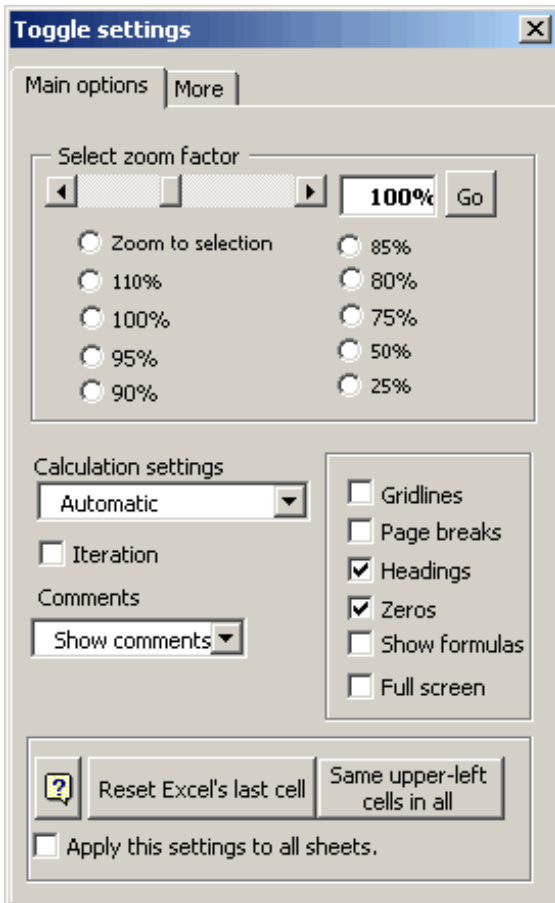 Toggle settings
Main options
More
Select zoom factor
100%
Go
Zoom to selection
110%
100%
95%
90%
85%
80%
75%
50%
25%
Calculation settings
Automatic
Iteration
Comments
Show comments
Gridlines
Page breaks
Headings
Zeros
Show formulas
Full screen
?
Reset Excel's last cell
Same upper-left
cells in all
Apply this settings to all sheets.